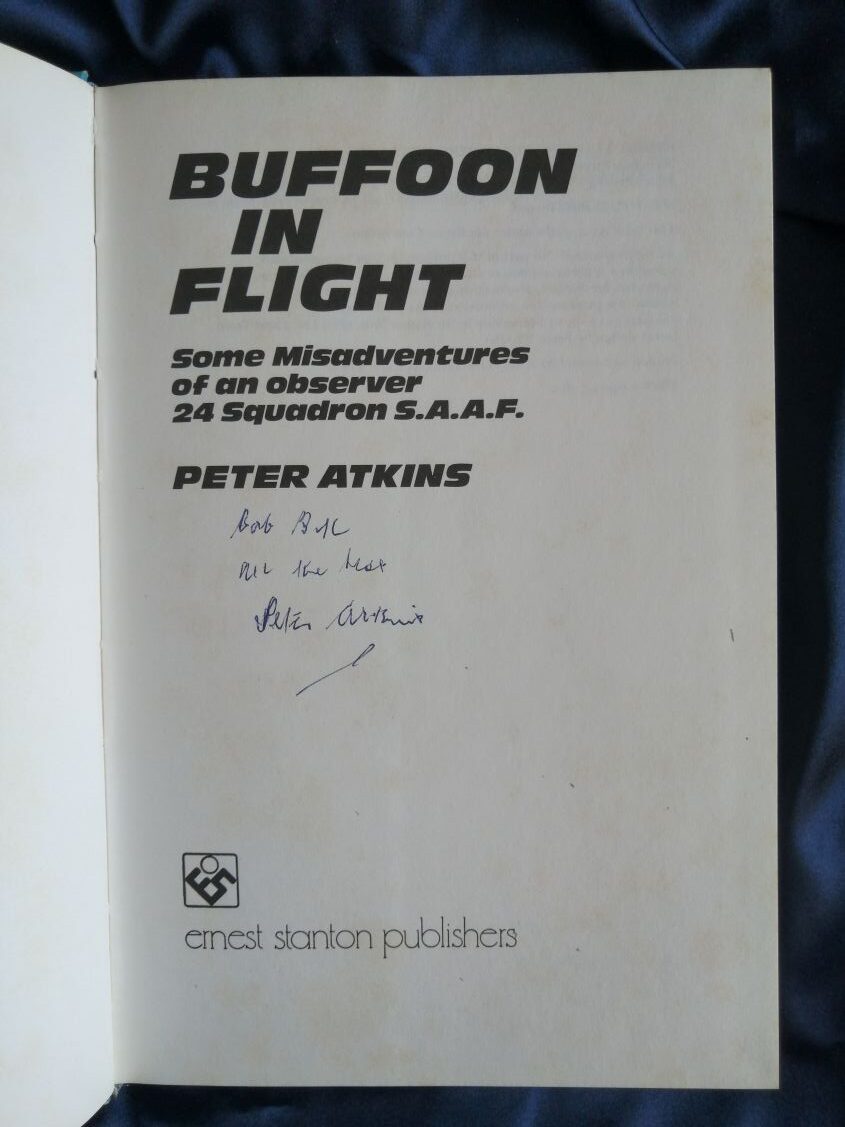 BUFFOON
IN
FLIGHT
Some Misadventures
of an observer
24 Squadron S.A.A.F.
PETER ATKINS
Bob
All the best
Peter Atkins
ernest stanton publishers